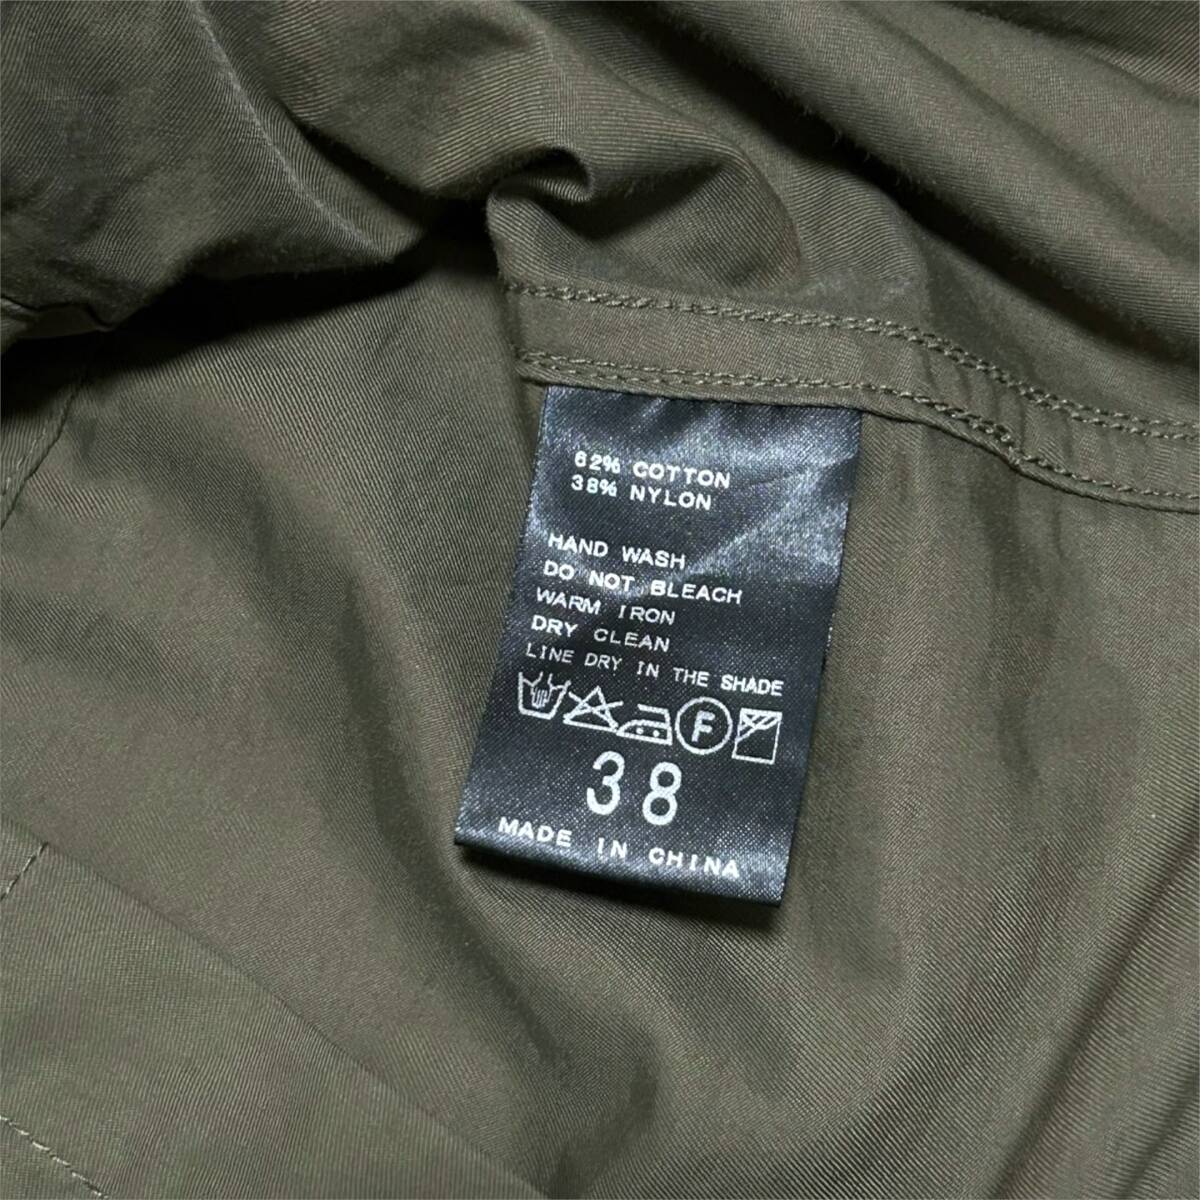 62% COTTON
38% NYLON
HAND WASH
DO NOT BLEACH
WARM IRON
DRY CLEAN
LINE DRY IN THE SHADE
F
38
MADE IN CHINA